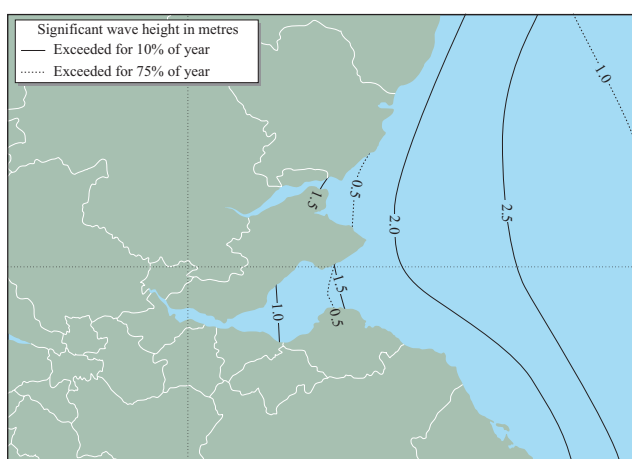 Significant wave height in metres
Exceeded for 10% of year
Exceeded for 75% of year
1.0
0.5
1.5
2.0
2.5
1.5
1.0
0.5